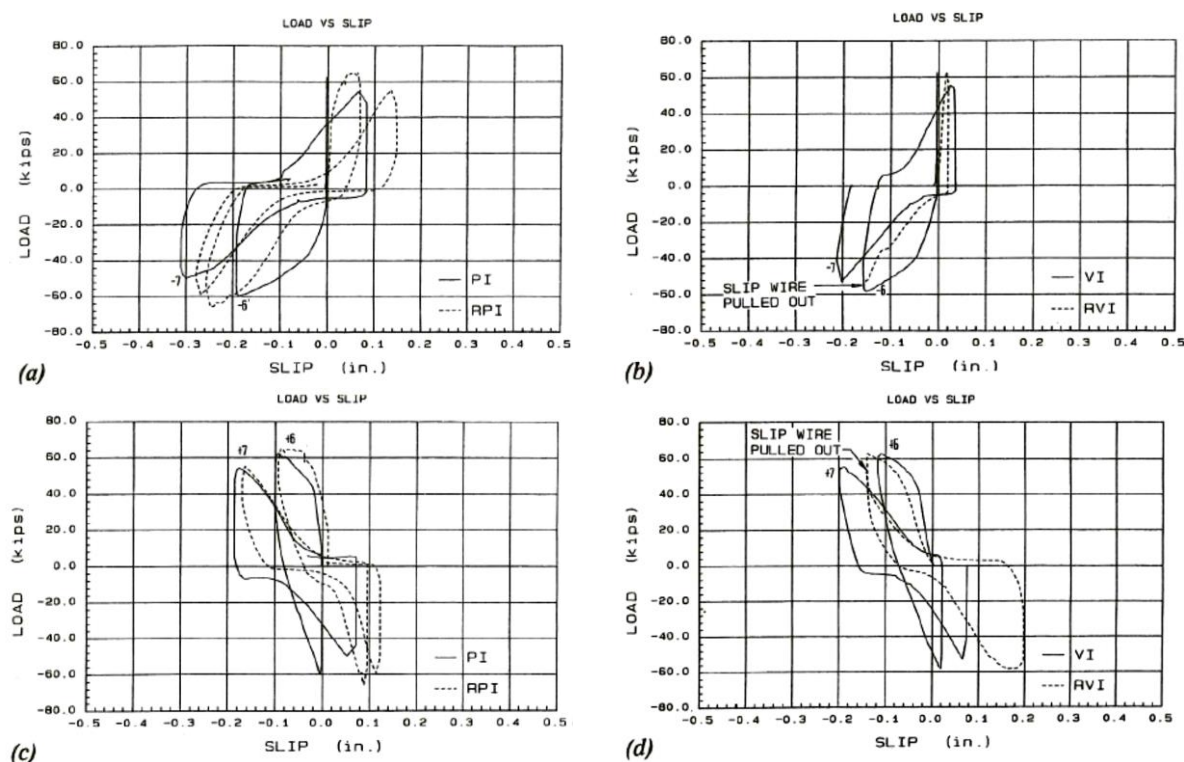 LOAD VS SLIP
80.0
60.0
40.0
20.0
0.0
-20.0
-40.0
-60.0
-80.0
LOAD (kips)
-7
-6
PI
RPI
-0.5 -0.4 -0.3 -0.2 -0.1 0.0 0.1 0.2 0.3 0.4 0.5
SLIP (in.)
(a)
LOAD VS SLIP
80.0
60.0
40.0
20.0
0.0
-20.0
-40.0
-60.0
-80.0
LOAD (kips)
-7
-6
SLIP WIRE
PULLED OUT
VI
RVI
-0.5 -0.4 -0.3 -0.2 -0.1 0.0 0.1 0.2 0.3 0.4 0.5
SLIP (in.)
(b)
LOAD VS SLIP
80.0
60.0
40.0
20.0
0.0
-20.0
-40.0
-60.0
-80.0
LOAD (kips)
+7
+6
PI
RPI
-0.5 -0.4 -0.3 -0.2 -0.1 0.0 0.1 0.2 0.3 0.4 0.5
SLIP (in.)
(c)
LOAD VS SLIP
80.0
60.0
40.0
20.0
0.0
-20.0
-40.0
-60.0
-80.0
LOAD (kips)
SLIP WIRE
PULLED OUT
+6
+7
VI
RVI
-0.5 -0.4 -0.3 -0.2 -0.1 0.0 0.1 0.2 0.3 0.4 0.5
SLIP (in.)
(d)